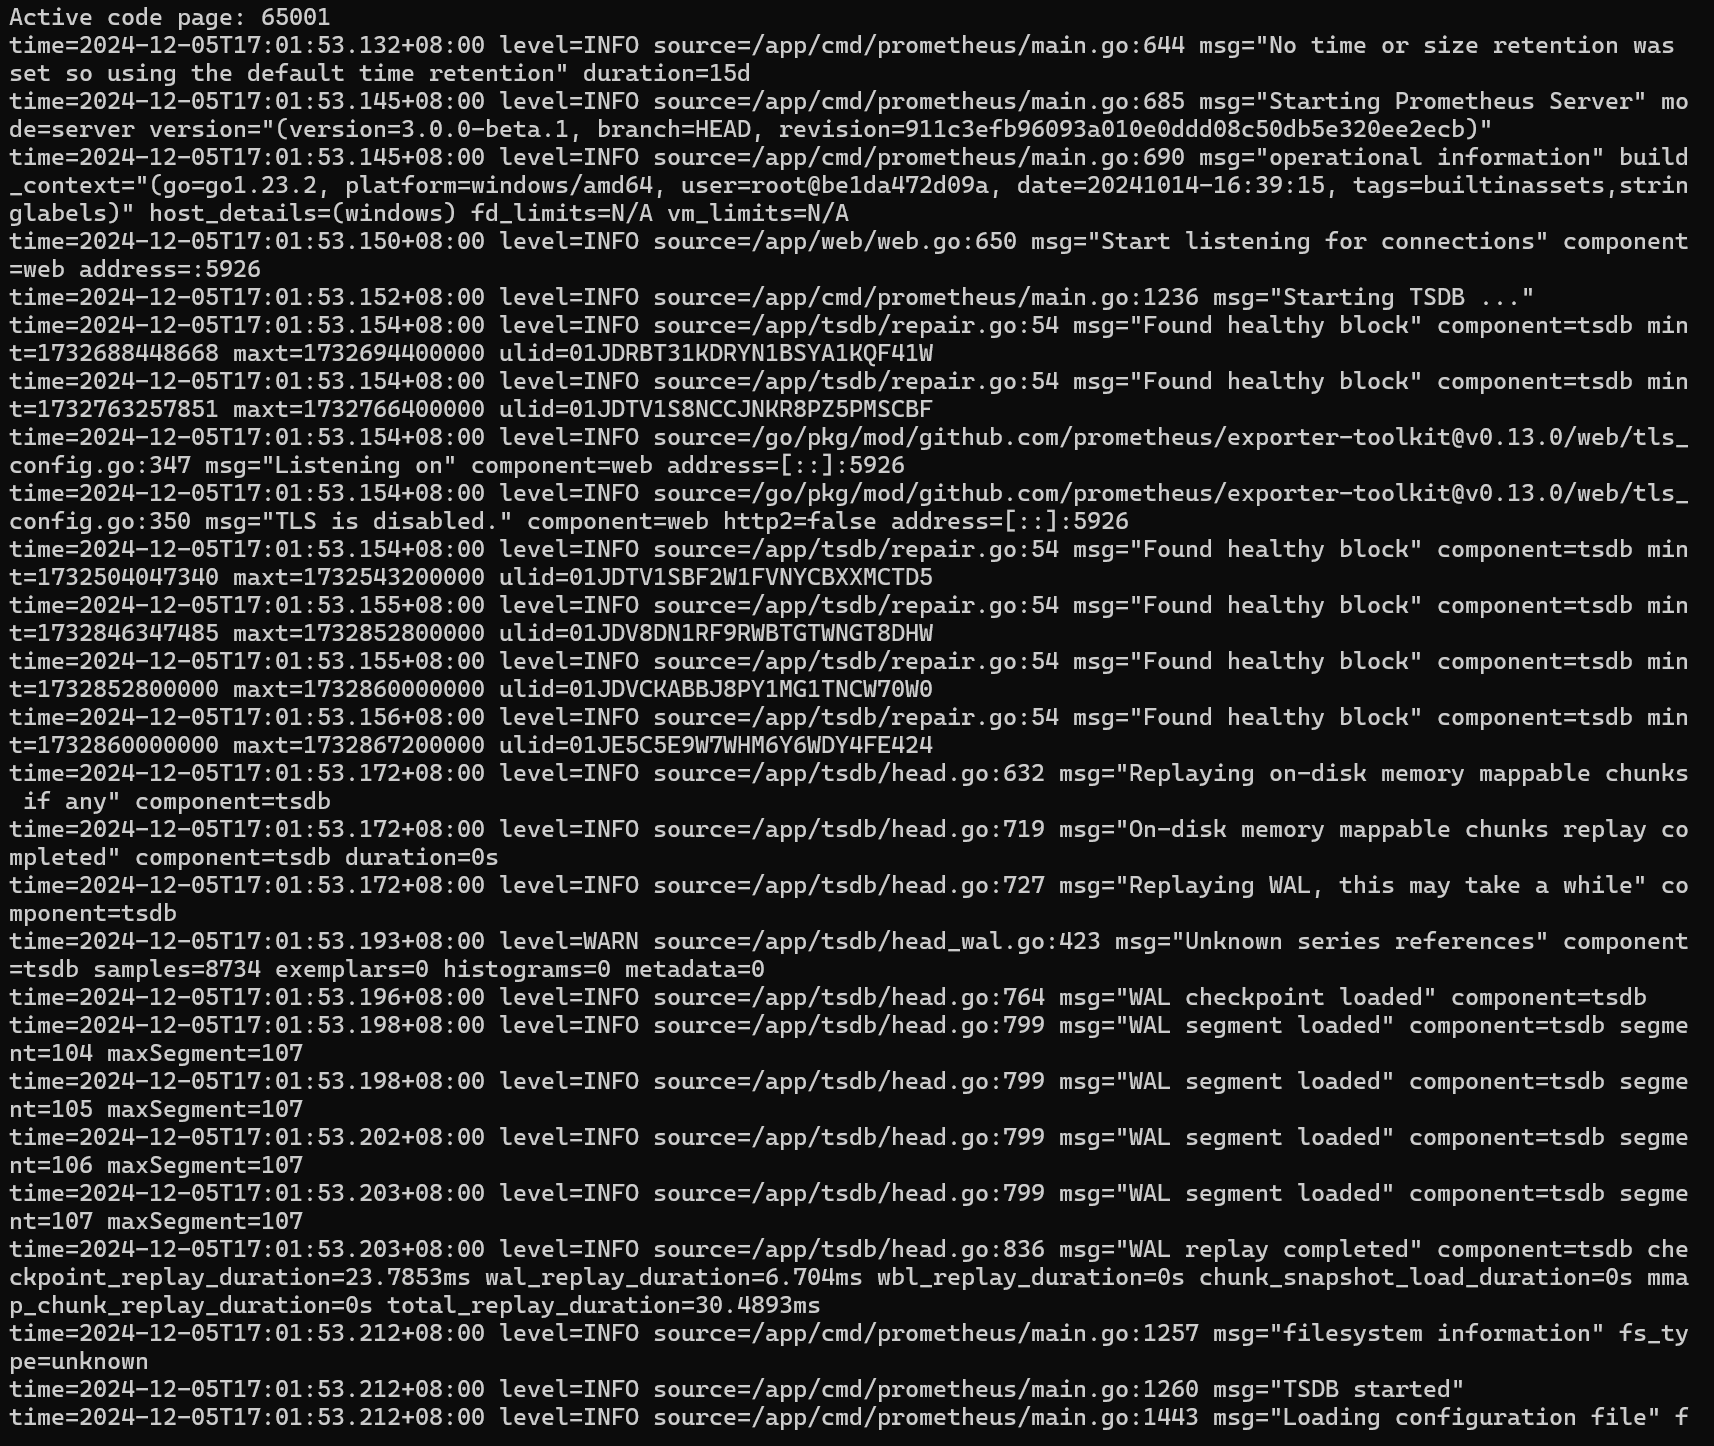 Active code page: 65001
time=2024-12-05T17:01:53.132+08:00 level=INFO source=/app/cmd/prometheus/main.go:644 msg="No time or size retention was
set so using the default time retention" duration=15d
time=2024-12-05T17:01:53.145+08:00 level=INFO source=/app/cmd/prometheus/main.go:685 msg="Starting Prometheus Server" mo
de=server version="(version=3.0.0-beta.1, branch=HEAD, revision=911c3efb96093a010e0ddd08c50db5e320ee2ecb)"
time=2024-12-05T17:01:53.145+08:00 level=INFO source=/app/cmd/prometheus/main.go:690 msg="operational information" build
_context="(go=go1.23.2, platform=windows/amd64, user=root@be1da472d09a, date=20241014-16:39:15, tags=builtinassets,strin
glabels)" host_details=(windows) fd_limits=N/A vm_limits=N/A
time=2024-12-05T17:01:53.150+08:00 level=INFO source=/app/web/web.go:650 msg="Start listening for connections" component
=web address=:5926
time=2024-12-05T17:01:53.152+08:00 level=INFO source=/app/cmd/prometheus/main.go:1236 msg="Starting TSDB ..."
time=2024-12-05T17:01:53.154+08:00 level=INFO source=/app/tsdb/repair.go:54 msg="Found healthy block" component=tsdb min
t=1732688448668 maxt=1732694400000 ulid=01JDRBT31KDRYN1BSYA1KQF41W
time=2024-12-05T17:01:53.154+08:00 level=INFO source=/app/tsdb/repair.go:54 msg="Found healthy block" component=tsdb min
t=1732763257851 maxt=1732766400000 ulid=01JDTV1S8NCCJNKR8PZ5PMSCBF
time=2024-12-05T17:01:53.154+08:00 level=INFO source=/go/pkg/mod/github.com/prometheus/exporter-toolkit@v0.13.0/web/tls_
config.go:347 msg="Listening on" component=web address=[::]:5926
time=2024-12-05T17:01:53.154+08:00 level=INFO source=/go/pkg/mod/github.com/prometheus/exporter-toolkit@v0.13.0/web/tls_
config.go:350 msg="TLS is disabled." component=web http2=false address=[::]:5926
time=2024-12-05T17:01:53.154+08:00 level=INFO source=/app/tsdb/repair.go:54 msg="Found healthy block" component=tsdb min
t=1732504047340 maxt=1732543200000 ulid=01JDTV1SBF2W1FVNYCBXXMCTD5
time=2024-12-05T17:01:53.155+08:00 level=INFO source=/app/tsdb/repair.go:54 msg="Found healthy block" component=tsdb min
t=1732846347485 maxt=1732852800000 ulid=01JDV8DN1RF9RWBTGTWNGT8DHW
time=2024-12-05T17:01:53.155+08:00 level=INFO source=/app/tsdb/repair.go:54 msg="Found healthy block" component=tsdb min
t=1732852800000 maxt=1732860000000 ulid=01JDVCKABBJ8PY1MG1TNCW70W0
time=2024-12-05T17:01:53.156+08:00 level=INFO source=/app/tsdb/repair.go:54 msg="Found healthy block" component=tsdb min
t=1732860000000 maxt=1732867200000 ulid=01JE5C5E9W7WHM6Y6WDY4FE424
time=2024-12-05T17:01:53.172+08:00 level=INFO source=/app/tsdb/head.go:632 msg="Replaying on-disk memory mappable chunks
 if any" component=tsdb
time=2024-12-05T17:01:53.172+08:00 level=INFO source=/app/tsdb/head.go:719 msg="On-disk memory mappable chunks replay co
mpleted" component=tsdb duration=0s
time=2024-12-05T17:01:53.172+08:00 level=INFO source=/app/tsdb/head.go:727 msg="Replaying WAL, this may take a while" co
mponent=tsdb
time=2024-12-05T17:01:53.193+08:00 level=WARN source=/app/tsdb/head_wal.go:423 msg="Unknown series references" component
=tsdb samples=8734 exemplars=0 histograms=0 metadata=0
time=2024-12-05T17:01:53.196+08:00 level=INFO source=/app/tsdb/head.go:764 msg="WAL checkpoint loaded" component=tsdb
time=2024-12-05T17:01:53.198+08:00 level=INFO source=/app/tsdb/head.go:799 msg="WAL segment loaded" component=tsdb segme
nt=104 maxSegment=107
time=2024-12-05T17:01:53.198+08:00 level=INFO source=/app/tsdb/head.go:799 msg="WAL segment loaded" component=tsdb segme
nt=105 maxSegment=107
time=2024-12-05T17:01:53.202+08:00 level=INFO source=/app/tsdb/head.go:799 msg="WAL segment loaded" component=tsdb segme
nt=106 maxSegment=107
time=2024-12-05T17:01:53.203+08:00 level=INFO source=/app/tsdb/head.go:799 msg="WAL segment loaded" component=tsdb segme
nt=107 maxSegment=107
time=2024-12-05T17:01:53.203+08:00 level=INFO source=/app/tsdb/head.go:836 msg="WAL replay completed" component=tsdb che
ckpoint_replay_duration=23.7853ms wal_replay_duration=6.704ms wbl_replay_duration=0s chunk_snapshot_load_duration=0s mma
p_chunk_replay_duration=0s total_replay_duration=30.4893ms
time=2024-12-05T17:01:53.212+08:00 level=INFO source=/app/cmd/prometheus/main.go:1257 msg="filesystem information" fs_ty
pe=unknown
time=2024-12-05T17:01:53.212+08:00 level=INFO source=/app/cmd/prometheus/main.go:1260 msg="TSDB started"
time=2024-12-05T17:01:53.212+08:00 level=INFO source=/app/cmd/prometheus/main.go:1443 msg="Loading configuration file" f